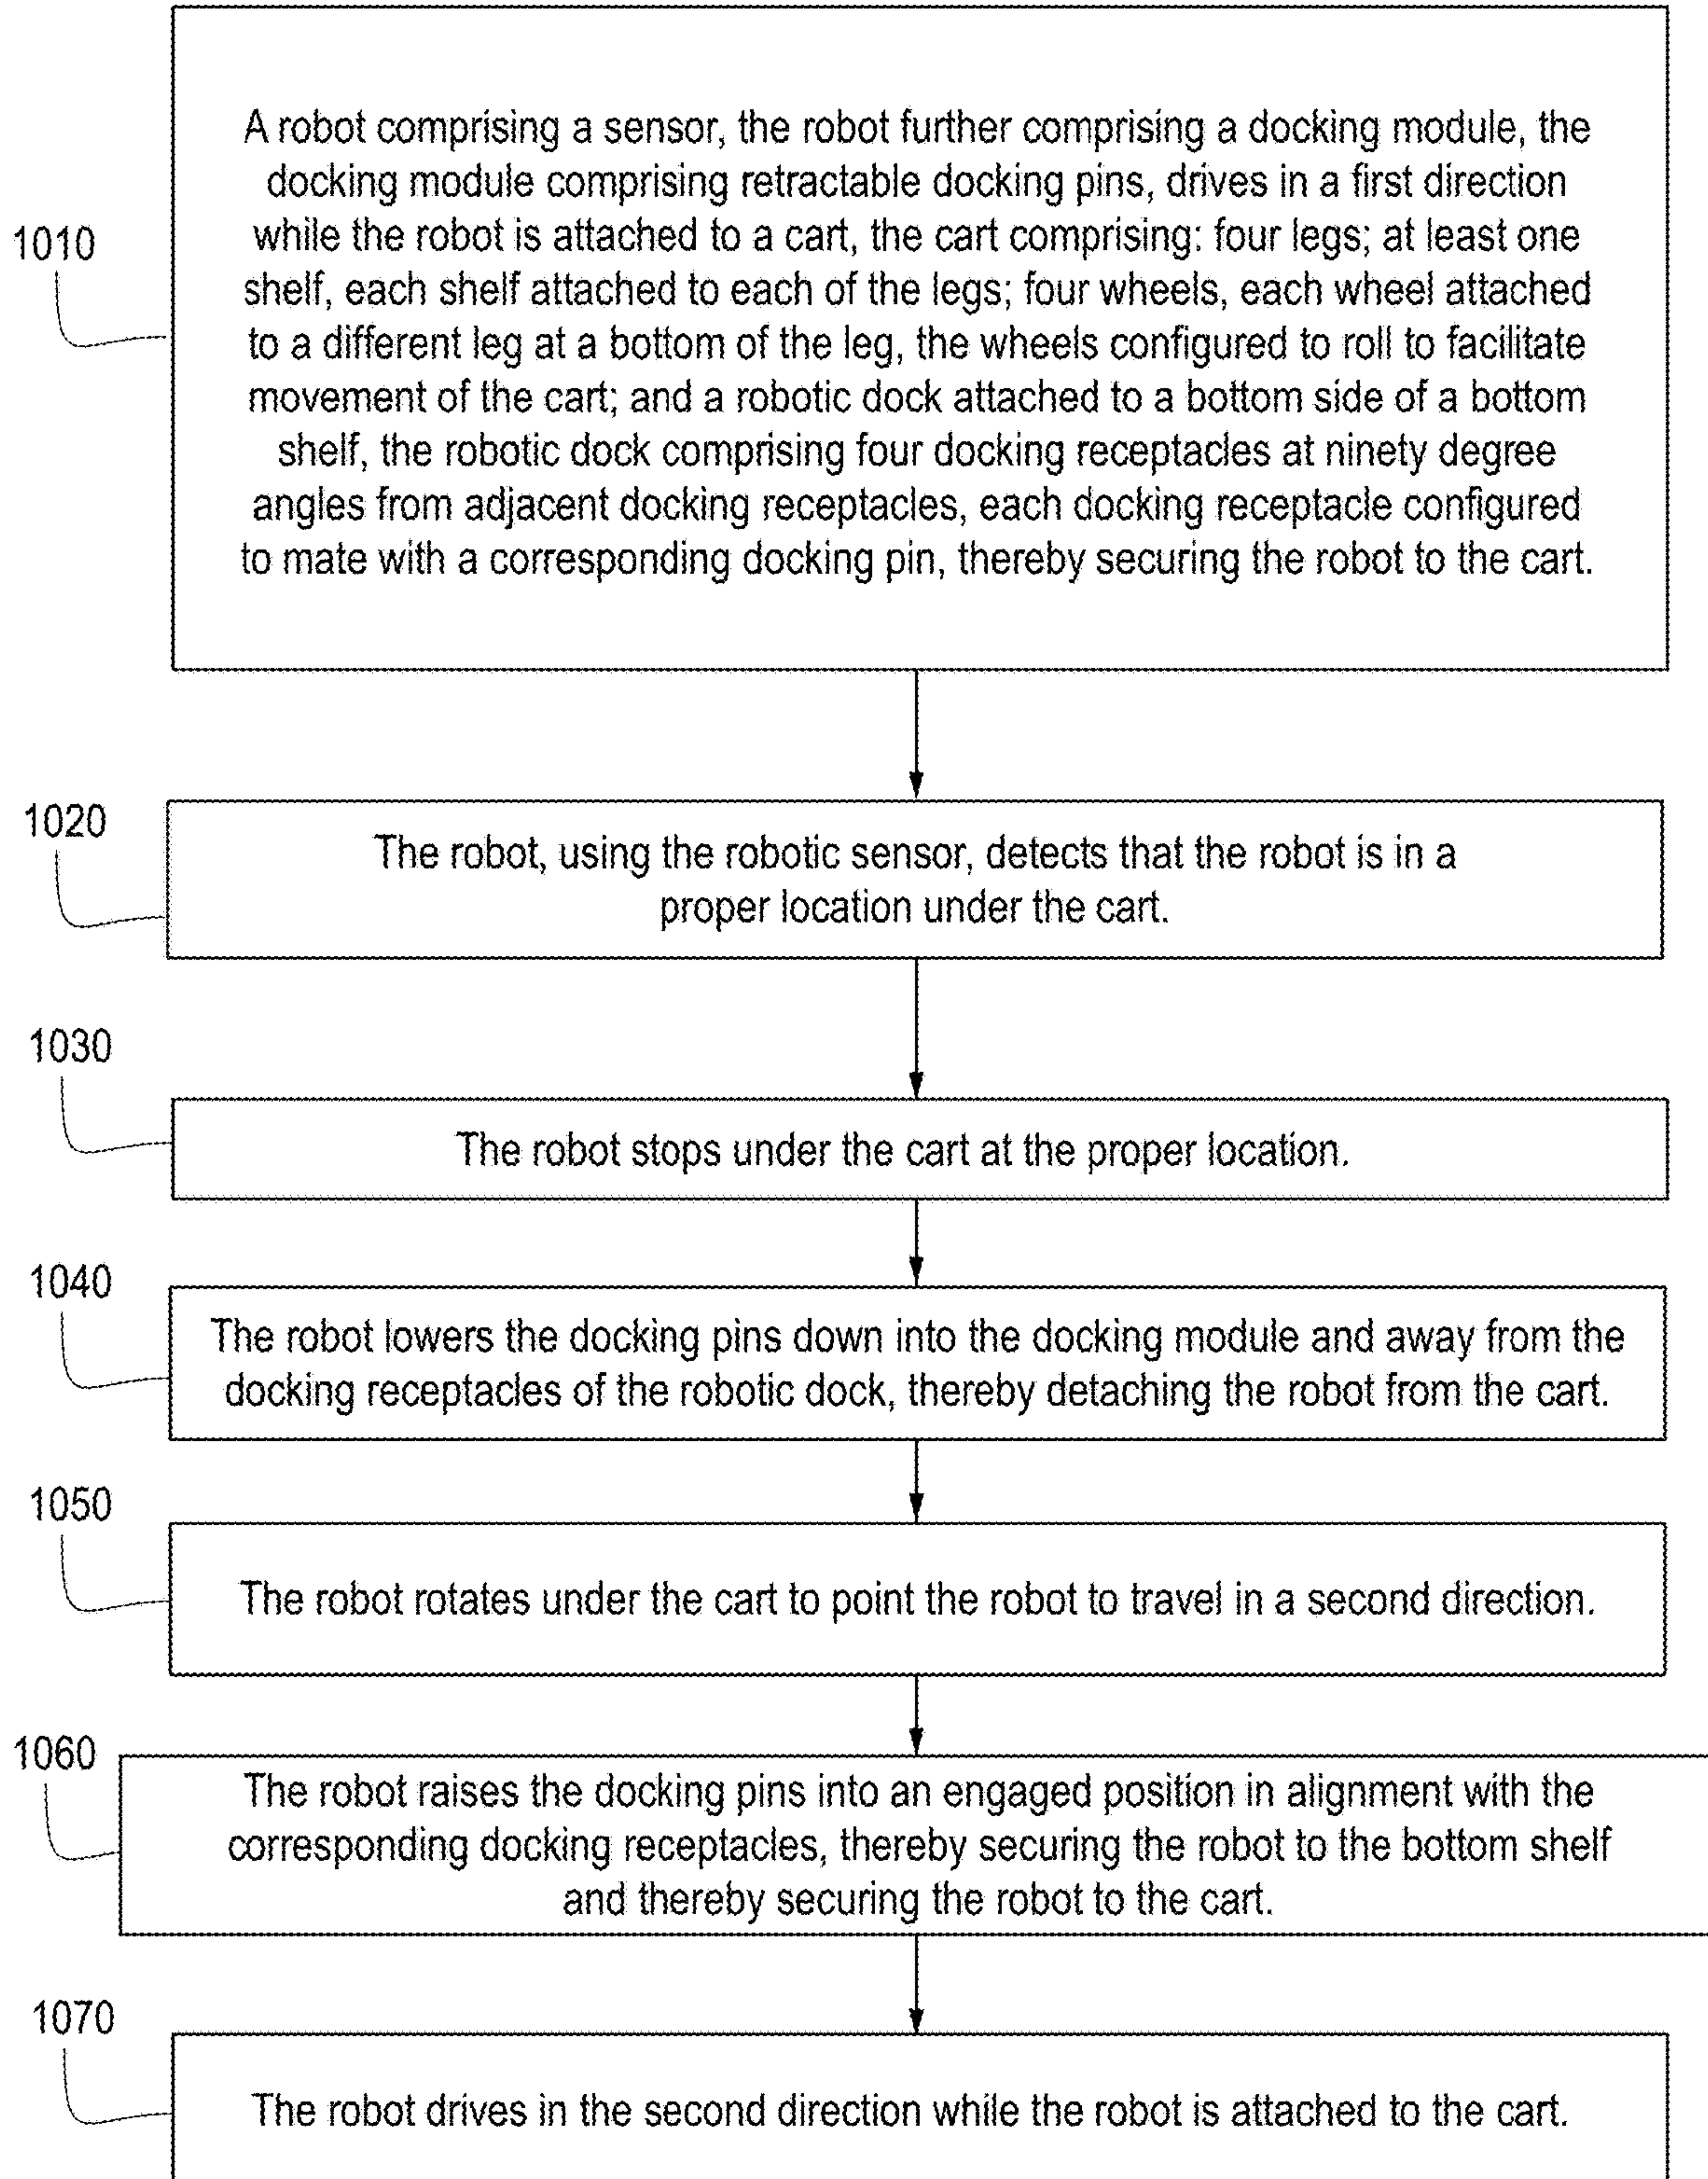 A robot comprising a sensor, the robot further comprising a docking module, the
docking module comprising retractable docking pins, drives in a first direction
while the robot is attached to a cart, the cart comprising: four legs; at least one
shelf, each shelf attached to each of the legs; four wheels, each wheel attached
to a different leg at a bottom of the leg, the wheels configured to roll to facilitate
movement of the cart; and a robotic dock attached to a bottom side of a bottom
shelf, the robotic dock comprising four docking receptacles at ninety degree
angles from adjacent docking receptacles, each docking receptacle configured
to mate with a corresponding docking pin, thereby securing the robot to the cart.
1010
1020
The robot, using the robotic sensor, detects that the robot is in a
proper location under the cart.
1030
The robot stops under the cart at the proper location.
1040
The robot lowers the docking pins down into the docking module and away from the
docking receptacles of the robotic dock, thereby detaching the robot from the cart.
1050
The robot rotates under the cart to point the robot to travel in a second direction.
1060
The robot raises the docking pins into an engaged position in alignment with the
corresponding docking receptacles, thereby securing the robot to the bottom shelf
and thereby securing the robot to the cart.
1070
The robot drives in the second direction while the robot is attached to the cart.